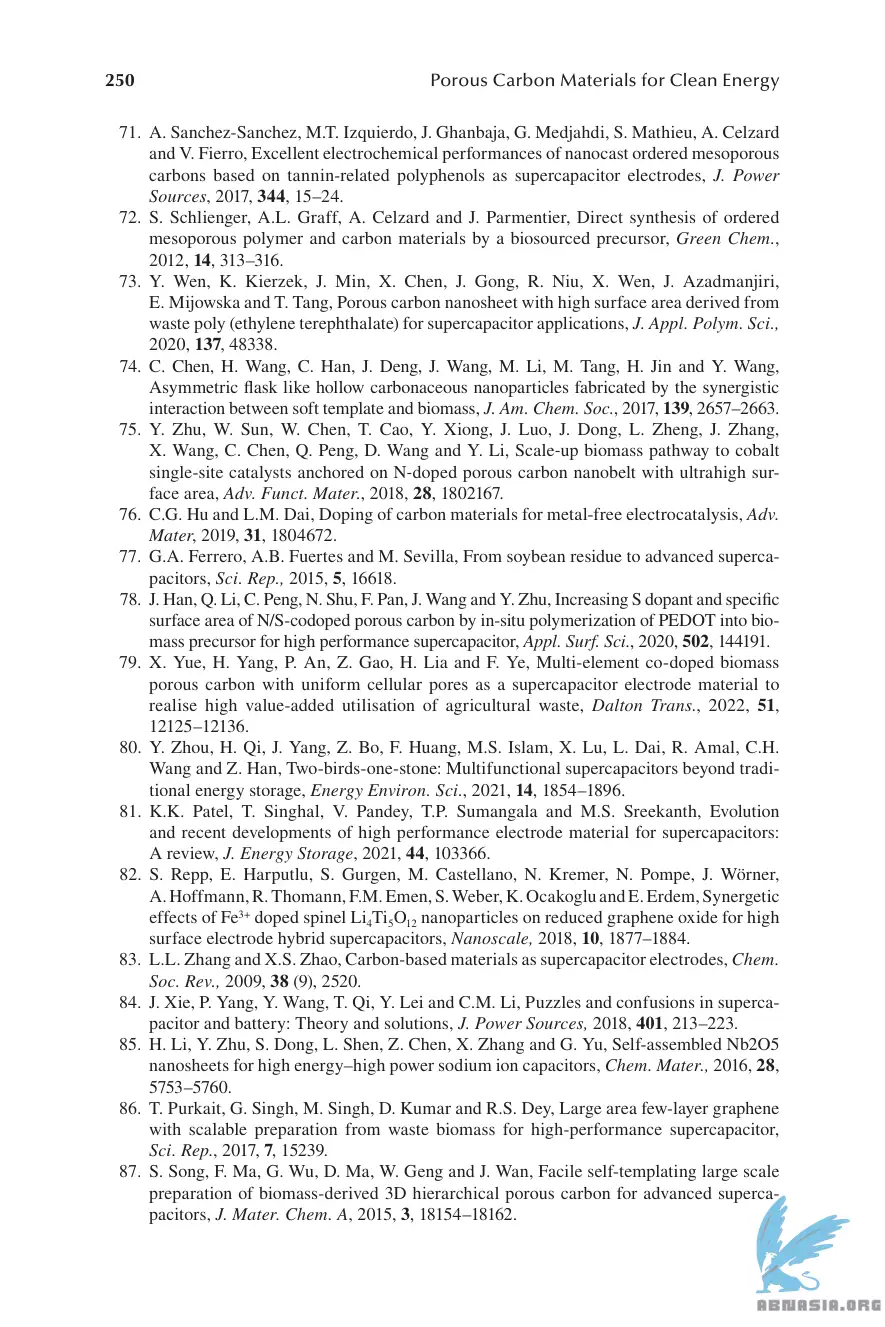 250 Porous Carbon Materials for Clean Energy
71. A. Sanchez-Sanchez, M.T. Izquierdo, J. Ghanbaja, G. Medjahdi, S. Mathieu, A. Celzard
and V. Fierro, Excellent electrochemical performances of nanocast ordered mesoporous
carbons based on tannin-related polyphenols as supercapacitor electrodes, J. Power
Sources, 2017, 344, 15–24.
72. S. Schlienger, A.L. Graff, A. Celzard and J. Parmentier, Direct synthesis of ordered
mesoporous polymer and carbon materials by a biosourced precursor, Green Chem.,
2012, 14, 313–316.
73. Y. Wen, K. Kierzek, J. Min, X. Chen, J. Gong, R. Niu, X. Wen, J. Azadmanjiri,
E. Mijowska and T. Tang, Porous carbon nanosheet with high surface area derived from
waste poly (ethylene terephthalate) for supercapacitor applications, J. Appl. Polym. Sci.,
2020, 137, 48338.
74. C. Chen, H. Wang, C. Han, J. Deng, J. Wang, M. Li, M. Tang, H. Jin and Y. Wang,
Asymmetric flask like hollow carbonaceous nanoparticles fabricated by the synergistic
interaction between soft template and biomass, J. Am. Chem. Soc., 2017, 139, 2657–2663.
75. Y. Zhu, W. Sun, W. Chen, T. Cao, Y. Xiong, J. Luo, J. Dong, L. Zheng, J. Zhang,
X. Wang, C. Chen, Q. Peng, D. Wang and Y. Li, Scale-up biomass pathway to cobalt
single-site catalysts anchored on N-doped porous carbon nanobelt with ultrahigh sur-
face area, Adv. Funct. Mater., 2018, 28, 1802167.
76. C.G. Hu and L.M. Dai, Doping of carbon materials for metal-free electrocatalysis, Adv.
Mater, 2019, 31, 1804672.
77. G.A. Ferrero, A.B. Fuertes and M. Sevilla, From soybean residue to advanced superca-
pacitors, Sci. Rep., 2015, 5, 16618.
78. J. Han, Q. Li, C. Peng, N. Shu, F. Pan, J. Wang and Y. Zhu, Increasing S dopant and specific
surface area of N/S-codoped porous carbon by in-situ polymerization of PEDOT into bio-
mass precursor for high performance supercapacitor, Appl. Surf. Sci., 2020, 502, 144191.
79. X. Yue, H. Yang, P. An, Z. Gao, H. Lia and F. Ye, Multi-element co-doped biomass
porous carbon with uniform cellular pores as a supercapacitor electrode material to
realise high value-added utilisation of agricultural waste, Dalton Trans., 2022, 51,
12125–12136.
80. Y. Zhou, H. Qi, J. Yang, Z. Bo, F. Huang, M.S. Islam, X. Lu, L. Dai, R. Amal, C.H.
Wang and Z. Han, Two-birds-one-stone: Multifunctional supercapacitors beyond tradi-
tional energy storage, Energy Environ. Sci., 2021, 14, 1854–1896.
81. K.K. Patel, T. Singhal, V. Pandey, T.P. Sumangala and M.S. Sreekanth, Evolution
and recent developments of high performance electrode material for supercapacitors:
A review, J. Energy Storage, 2021, 44, 103366.
82. S. Repp, E. Harputlu, S. Gurgen, M. Castellano, N. Kremer, N. Pompe, J. Wörner,
A. Hoffmann, R. Thomann, F.M. Emen, S. Weber, K. Ocakoglu and E. Erdem, Synergetic
effects of Fe³⁺ doped spinel Li₄Ti₅O₁₂ nanoparticles on reduced graphene oxide for high
surface electrode hybrid supercapacitors, Nanoscale, 2018, 10, 1877–1884.
83. L.L. Zhang and X.S. Zhao, Carbon-based materials as supercapacitor electrodes, Chem.
Soc. Rev., 2009, 38 (9), 2520.
84. J. Xie, P. Yang, Y. Wang, T. Qi, Y. Lei and C.M. Li, Puzzles and confusions in superca-
pacitor and battery: Theory and solutions, J. Power Sources, 2018, 401, 213–223.
85. H. Li, Y. Zhu, S. Dong, L. Shen, Z. Chen, X. Zhang and G. Yu, Self-assembled Nb2O5
nanosheets for high energy–high power sodium ion capacitors, Chem. Mater., 2016, 28,
5753–5760.
86. T. Purkait, G. Singh, M. Singh, D. Kumar and R.S. Dey, Large area few-layer graphene
with scalable preparation from waste biomass for high-performance supercapacitor,
Sci. Rep., 2017, 7, 15239.
87. S. Song, F. Ma, G. Wu, D. Ma, W. Geng and J. Wan, Facile self-templating large scale
preparation of biomass-derived 3D hierarchical porous carbon for advanced superca-
pacitors, J. Mater. Chem. A, 2015, 3, 18154–18162.
ABNASIA.ORG